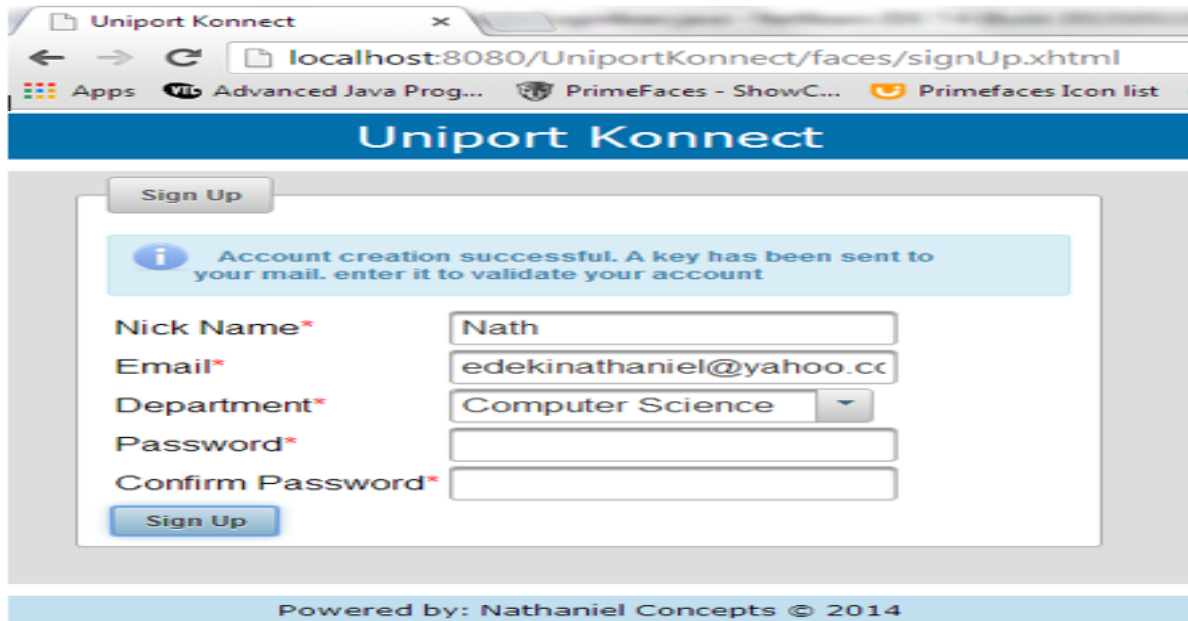 Uniport Konnect ×
localhost:8080/UniportKonnect/faces/signUp.xhtml
Apps VTC Advanced Java Prog... PrimeFaces - ShowC... Primefaces Icon list
Uniport Konnect
Sign Up
i Account creation successful. A key has been sent to
your mail. enter it to validate your account
Nick Name* Nath
Email* edekinathaniel@yahoo.cc
Department* Computer Science
Password*
Confirm Password*
Sign Up
Powered by: Nathaniel Concepts © 2014